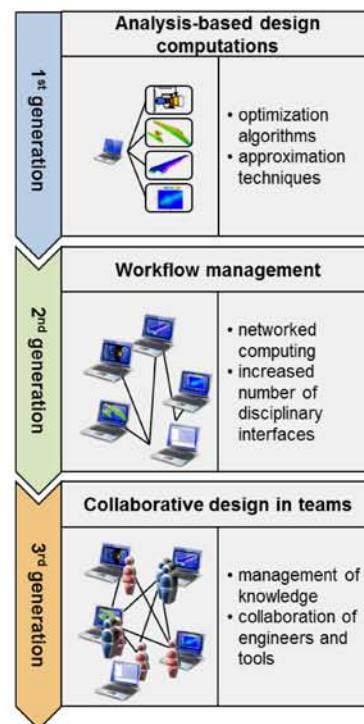 Analysis-based design
computations
1st generation
• optimization
algorithms
• approximation
techniques
Workflow management
2nd generation
• networked
computing
• increased
number of
disciplinary
interfaces
Collaborative design in teams
3rd generation
• management of
knowledge
• collaboration of
engineers and
tools